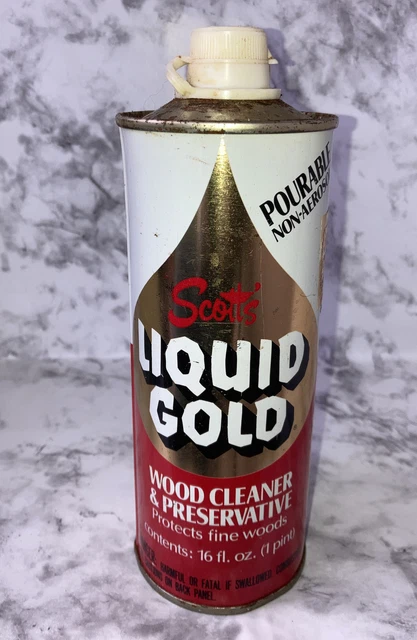 POURABLE
NON-AEROSOL
Scott's
LIQUID
GOLD
WOOD CLEANER
& PRESERVATIVE
Protects fine woods
contents: 16 fl. oz. (1 pint)
HARMFUL OR FATAL IF SWALLOWED.
ON BACK PANEL.